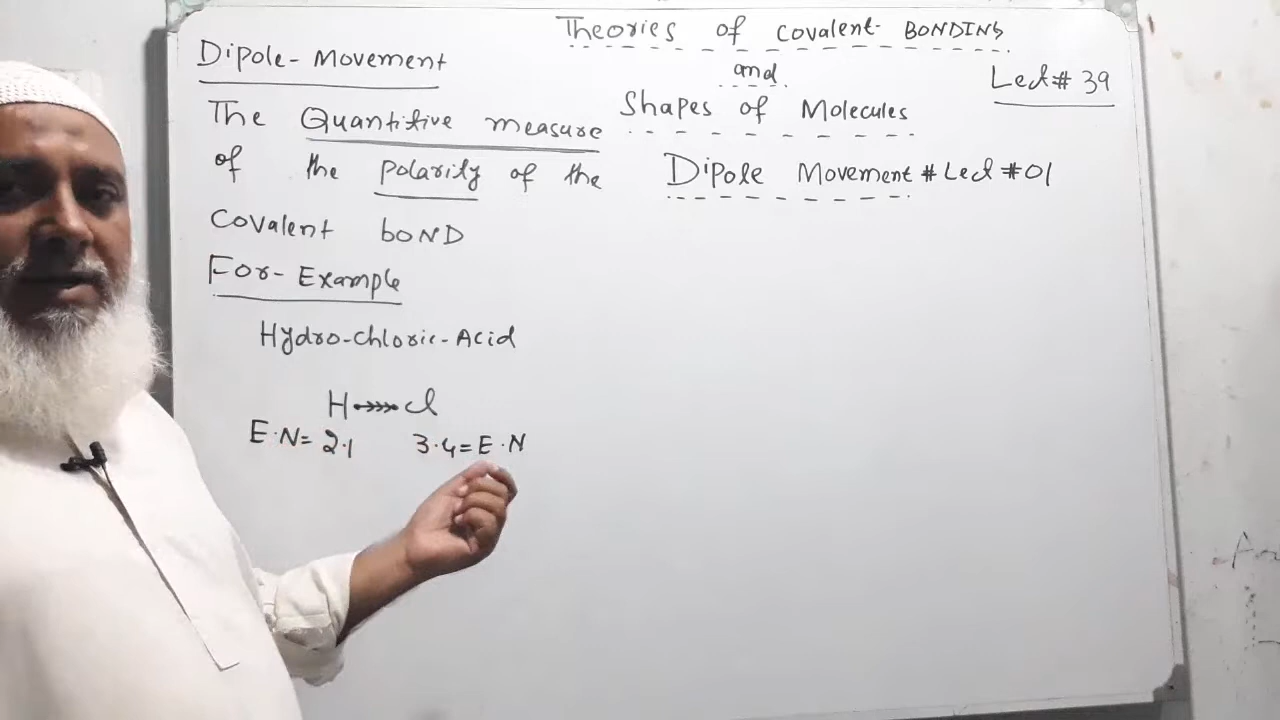 Theories of Covalent BONDING
and
Shapes of Molecules
Lect# 39
Dipole Movement # Lect #01
Dipole-Movement
The Quantitive measure
of the polarity of the
Covalent BOND
For-Example
Hydro-chloric-Acid
H Cl
E.N= 2.1 3.4=E.N